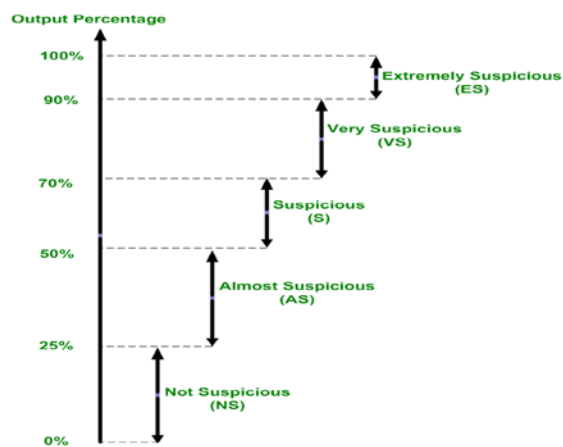 Output Percentage
100%
Extremely Suspicious
(ES)
90%
Very Suspicious
(VS)
70%
Suspicious
(S)
50%
Almost Suspicious
(AS)
25%
Not Suspicious
(NS)
0%